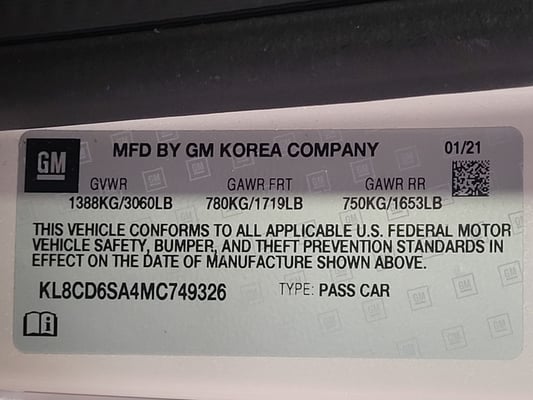 GM MFD BY GM KOREA COMPANY 01/21
GVWR GAWR FRT GAWR RR
1388KG/3060LB 780KG/1719LB 750KG/1653LB
THIS VEHICLE CONFORMS TO ALL APPLICABLE U.S. FEDERAL MOTOR
VEHICLE SAFETY, BUMPER, AND THEFT PREVENTION STANDARDS IN
EFFECT ON THE DATE OF MANUFACTURE SHOWN ABOVE.
KL8CD6SA4MC749326 TYPE: PASS CAR